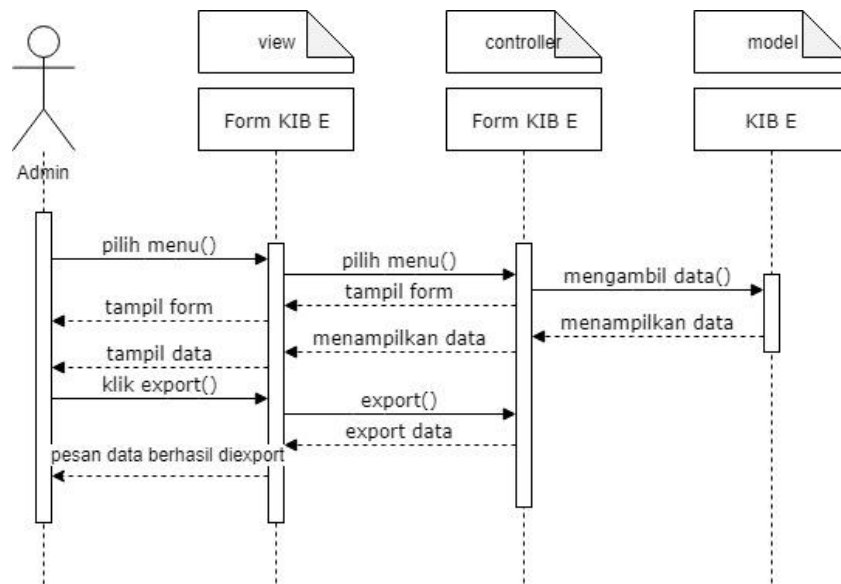 view
controller
model
Form KIB E
Form KIB E
KIB E
Admin
pilih menu()
pilih menu()
mengambil data()
tampil form
tampil form
menampilkan data
menampilkan data
tampil data
klik export()
export()
export data
pesan data berhasil diexport